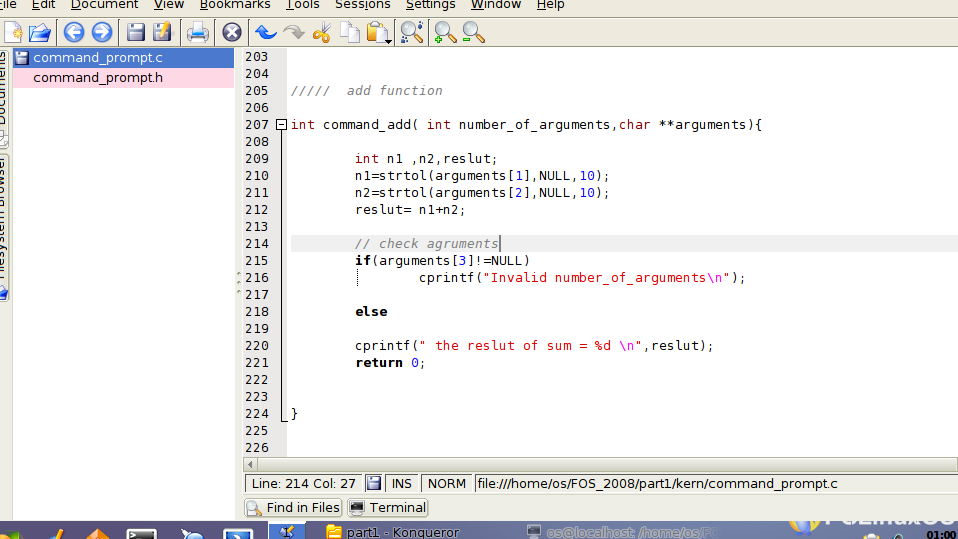 File Edit Document View Bookmarks Tools Sessions Settings Window Help
command_prompt.c
command_prompt.h
Documents
Filesystem Browser
203
204
205 ///// add function
206
207 int command_add( int number_of_arguments,char **arguments){
208
209 int n1 ,n2,reslut;
210 n1=strtol(arguments[1],NULL,10);
211 n2=strtol(arguments[2],NULL,10);
212 reslut= n1+n2;
213
214 // check agruments
215 if(arguments[3]!=NULL)
216 cprintf("Invalid number_of_arguments\n");
217
218 else
219
220 cprintf(" the reslut of sum = %d \n",reslut);
221 return 0;
222
223
224 }
225
226
Line: 214 Col: 27 INS NORM file:///home/os/FOS_2008/part1/kern/command_prompt.c
Find in Files Terminal
part1 - Konqueror os@localhost: /home/os/FO
PCLinuxOS
01:00